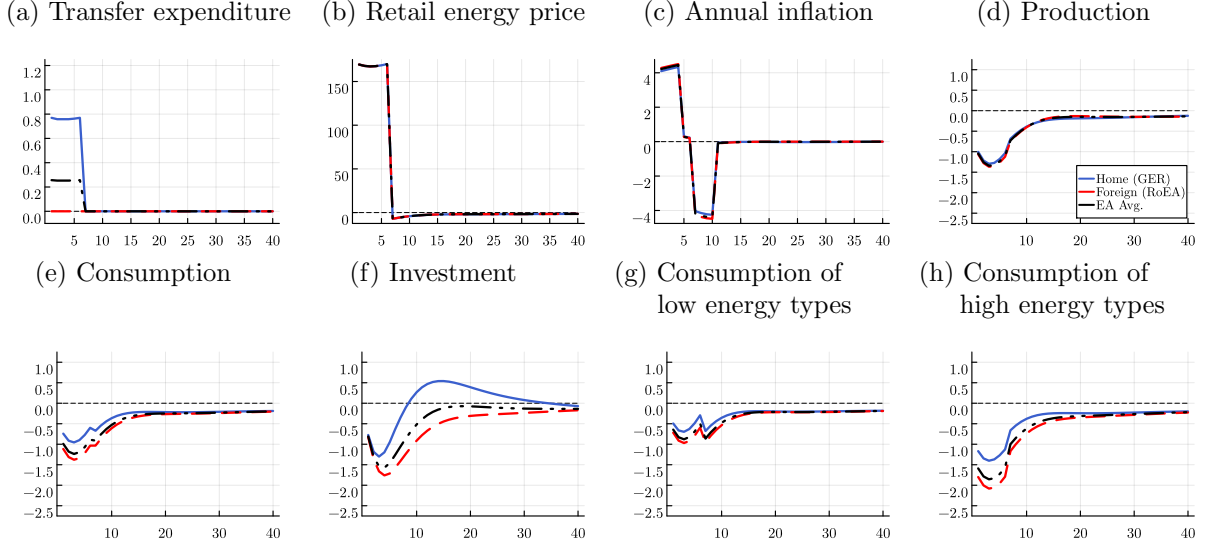 (a) Transfer expenditure
(b) Retail energy price
(c) Annual inflation
(d) Production
1.2
1.0
0.8
0.6
0.4
0.2
0.0
5 10 15 20 25 30 35 40
150
100
50
0
5 10 15 20 25 30 35 40
4
2
0
−2
−4
5 10 15 20 25 30 35 40
1.0
0.5
0.0
−0.5
−1.0
−1.5
−2.0
−2.5
10 20 30 40
Home (GER)
Foreign (RoEA)
EA Avg.
(e) Consumption
(f) Investment
(g) Consumption of
low energy types
(h) Consumption of
high energy types
1.0
0.5
0.0
−0.5
−1.0
−1.5
−2.0
−2.5
10 20 30 40
1.0
0.5
0.0
−0.5
−1.0
−1.5
−2.0
−2.5
10 20 30 40
1.0
0.5
0.0
−0.5
−1.0
−1.5
−2.0
−2.5
10 20 30 40
1.0
0.5
0.0
−0.5
−1.0
−1.5
−2.0
−2.5
10 20 30 40